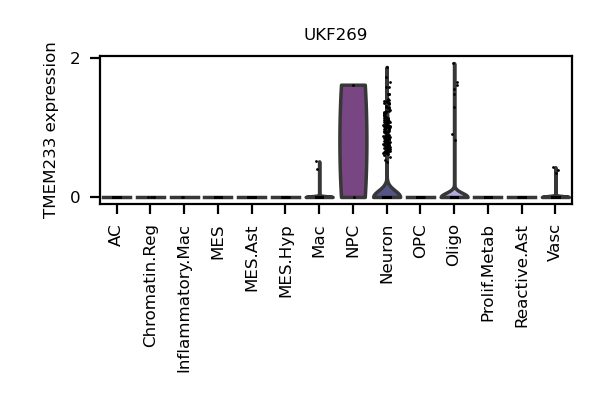 UKF269
TMEM233 expression
2
0
AC
Chromatin.Reg
Inflammatory.Mac
MES
MES.Ast
MES.Hyp
Mac
NPC
Neuron
OPC
Oligo
Prolif.Metab
Reactive.Ast
Vasc